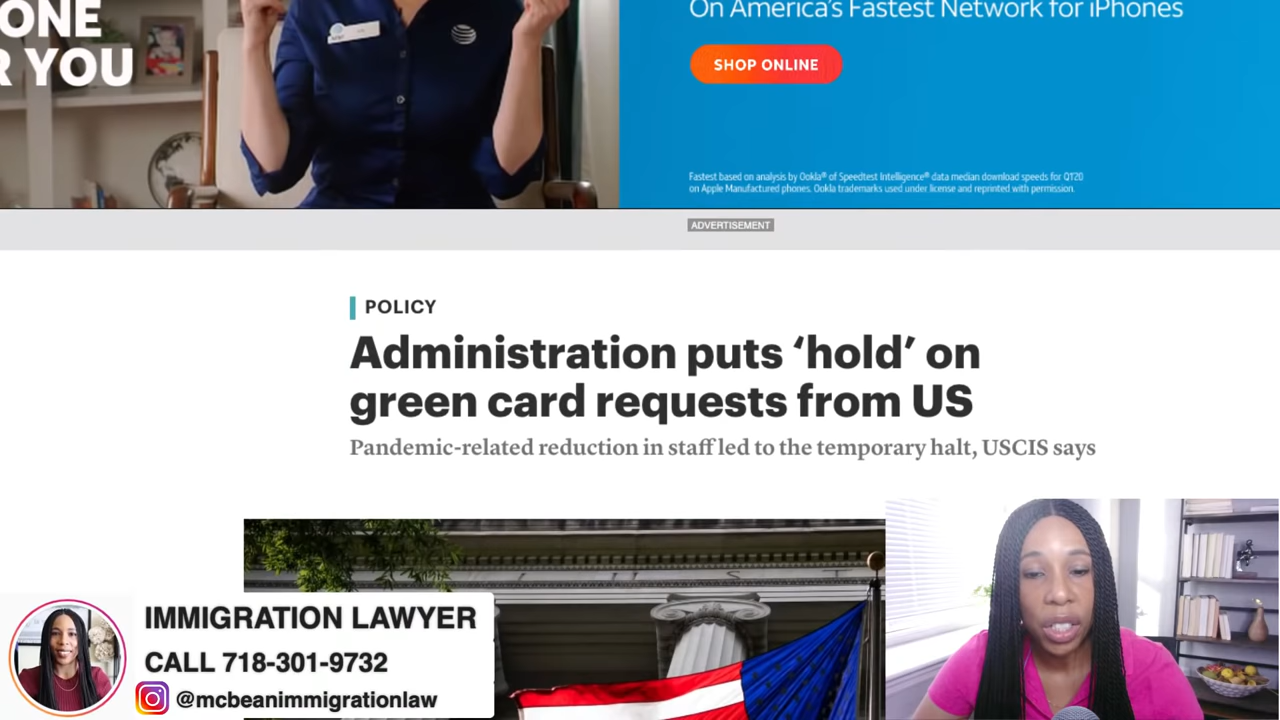 ONE
R YOU
On America's Fastest Network for iPhones
SHOP ONLINE
Fastest based on analysis by Ookla® of Speedtest Intelligence® data median download speeds for Q120
on Apple Manufactured phones. Ookla trademarks used under license and reprinted with permission.
ADVERTISEMENT
POLICY
Administration puts ‘hold’ on
green card requests from US
Pandemic-related reduction in staff led to the temporary halt, USCIS says
IMMIGRATION LAWYER
CALL 718-301-9732
@mcbeanimmigrationlaw